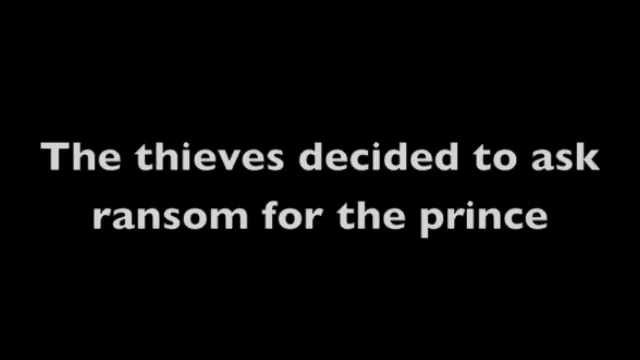 The thieves decided to ask
ransom for the prince